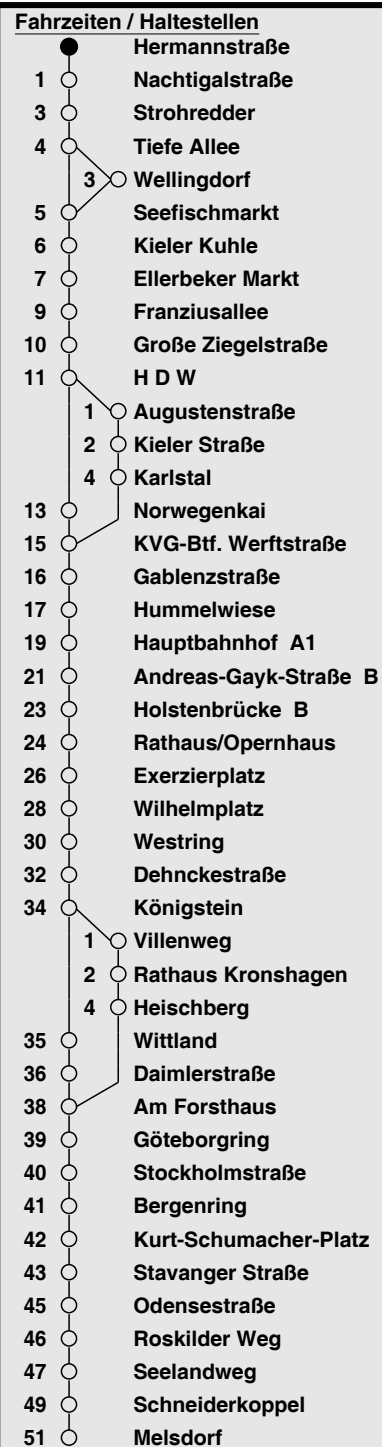 Fahrzeiten / Haltestellen
Hermannstraße
1 Nachtigalstraße
3 Strohredder
4 Tiefe Allee
3 Wellingdorf
5 Seefischmarkt
6 Kieler Kuhle
7 Ellerbeker Markt
9 Franziusallee
10 Große Ziegelstraße
11 H D W
1 Augustenstraße
2 Kieler Straße
4 Karlstal
13 Norwegenkai
15 KVG-Btf. Werftstraße
16 Gablenzstraße
17 Hummelwiese
19 Hauptbahnhof A1
21 Andreas-Gayk-Straße B
23 Holstenbrücke B
24 Rathaus/Opernhaus
26 Exerzierplatz
28 Wilhelmplatz
30 Westring
32 Dehnckestraße
34 Königstein
1 Villenweg
2 Rathaus Kronshagen
4 Heischberg
35 Wittland
36 Daimlerstraße
38 Am Forsthaus
39 Göteborgring
40 Stockholmstraße
41 Bergenring
42 Kurt-Schumacher-Platz
43 Stavanger Straße
45 Odensestraße
46 Roskilder Weg
47 Seelandweg
49 Schneiderkoppel
51 Melsdorf